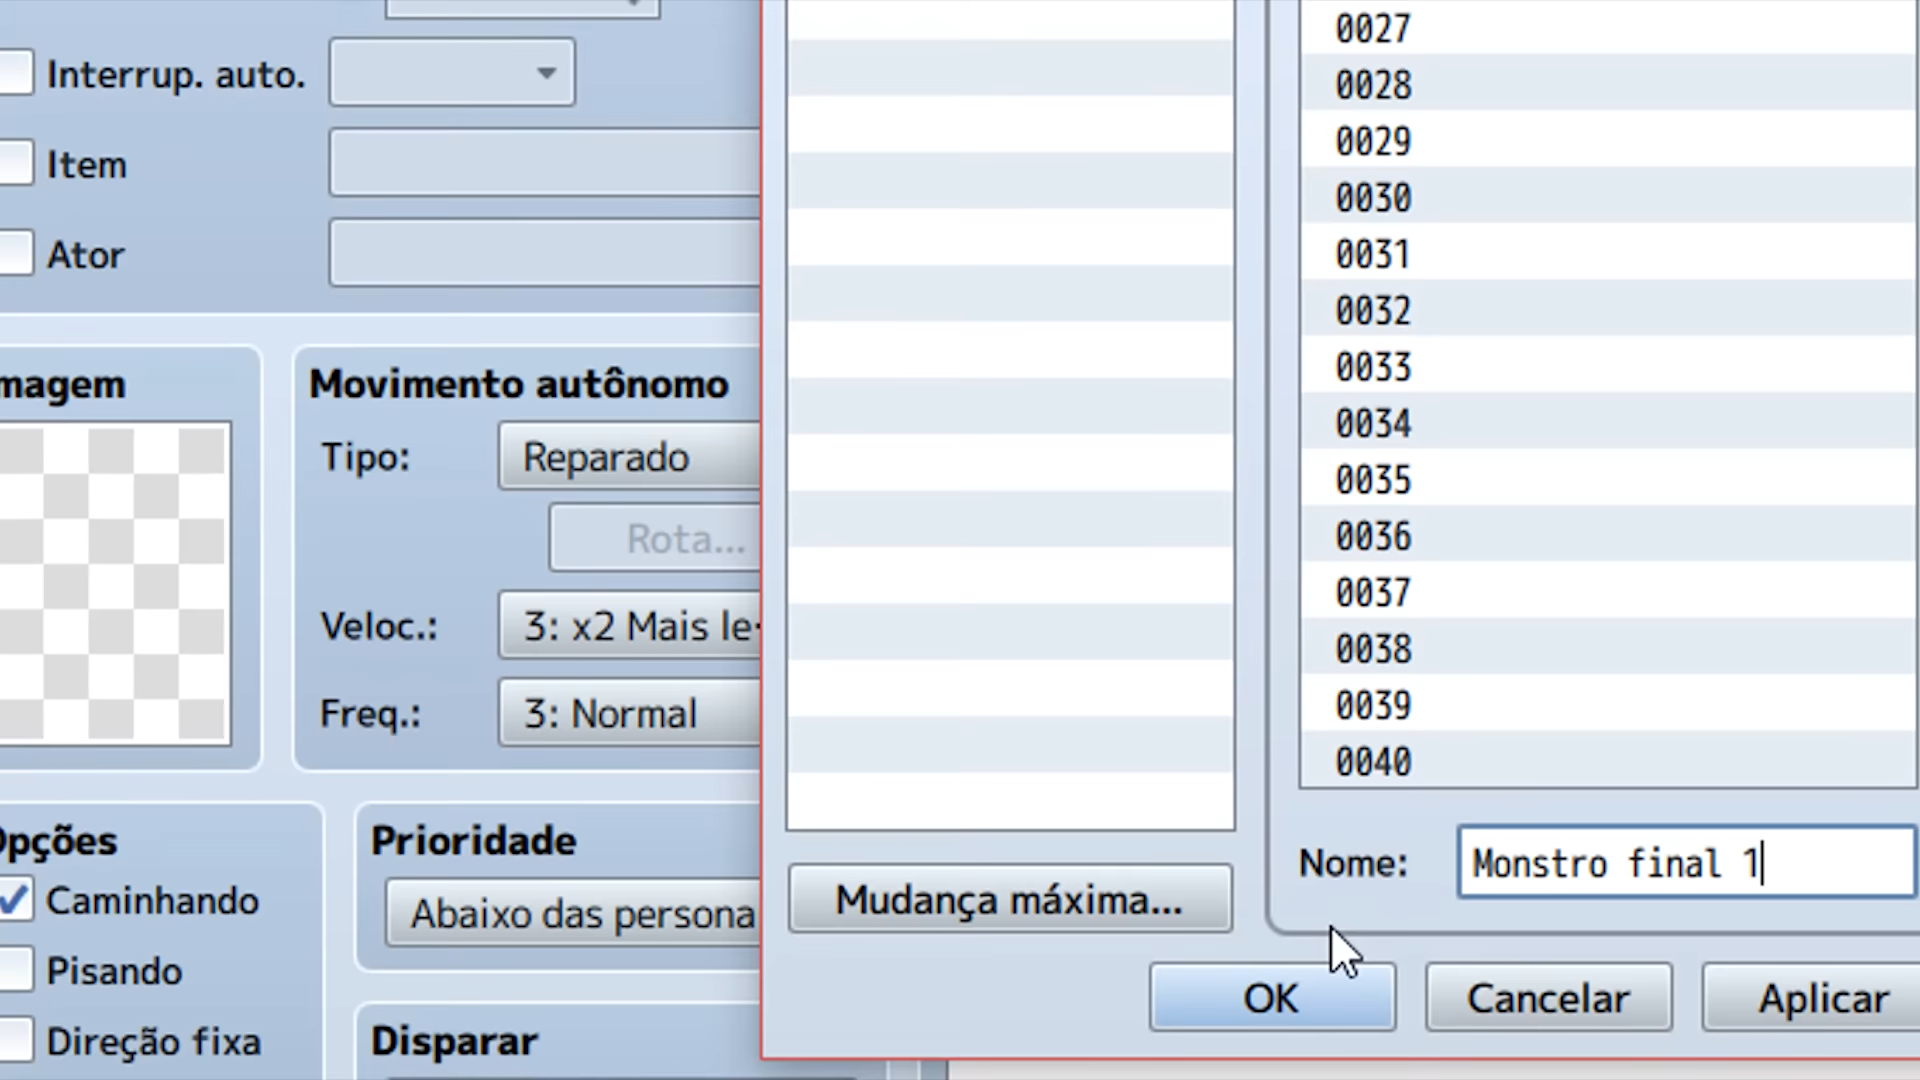 Interrup. auto.
Item
Ator
magem
Movimento autônomo
Tipo:
Reparado
Rota...
Veloc.:
3: x2 Mais le
Freq.:
3: Normal
Opções
Caminhando
Pisando
Direção fixa
Prioridade
Abaixo das persona
Disparar
0027
0028
0029
0030
0031
0032
0033
0034
0035
0036
0037
0038
0039
0040
Mudança máxima...
Nome:
Monstro final 1
OK
Cancelar
Aplicar